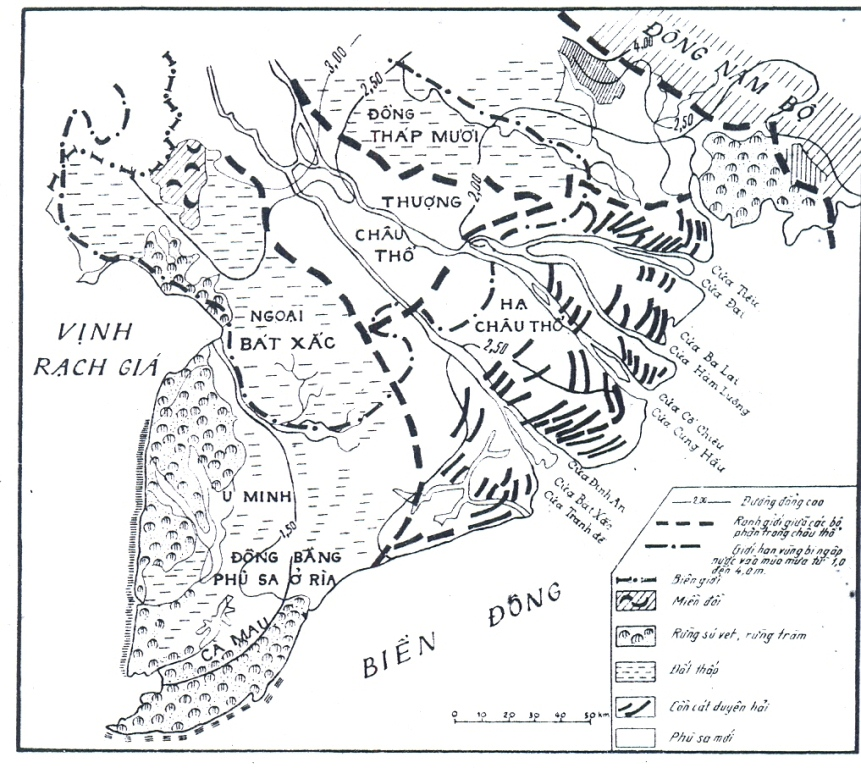 ĐÔNG NAM BỘ
4.00
3,00
2,50
2,50
ĐỒNG
THÁP MƯỜI
THƯỢNG
2,00
CHÂU
THỔ
HẠ
CHÂU THỔ
2,50
NGOẠI
BÁT XẮC
VỊNH
RẠCH GIÁ
Cửa Tiểu
Cửa Đại
Cửa Ba Lai
Cửa Hàm Luông
Cửa Cổ Chiên
Cửa Cung Hầu
Cửa Định An
Cửa Bat Xắc
Cửa Tranh đề
U MINH
1,50
ĐỒNG BẰNG
PHÙ SA Ở RÌA
CÀ MAU
BIỂN ĐÔNG
0 10 20 30 40 50 km
2.00 Đường đồng cao
Ranh giới giữa các bộ
phận trong châu thổ
Giới hạn vùng bị ngập
nước vào mùa mưa từ 1,0
đến 4,0 m.
Biên giới
Miền đồi
Rừng sú vẹt, rừng tràm
Đất thấp
Cồn cát duyên hải
Phù sa mới